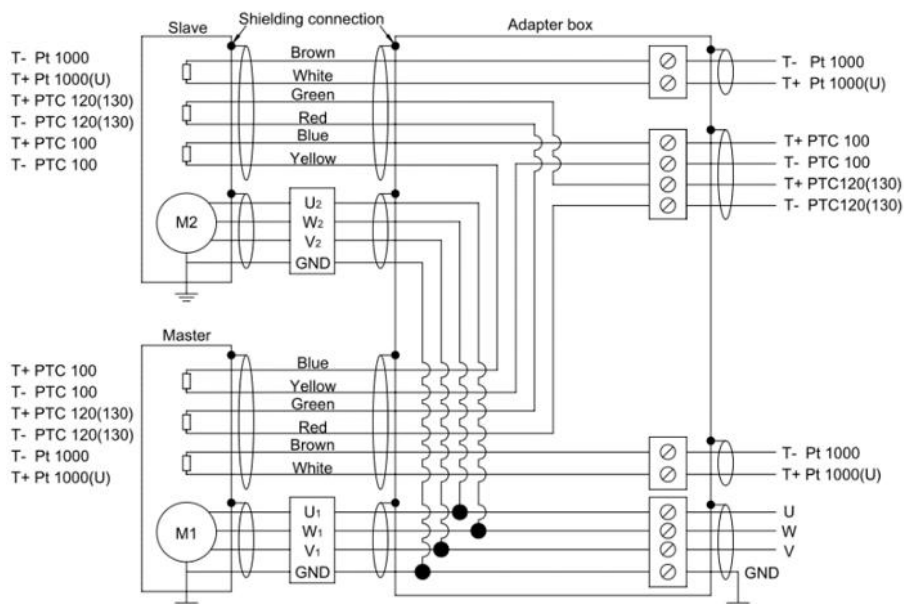 Shielding connection
Slave
Adapter box
T- Pt 1000
T+ Pt 1000(U)
T+ PTC 120(130)
T- PTC 120(130)
T+ PTC 100
T- PTC 100
Brown
White
Green
Red
Blue
Yellow
T- Pt 1000
T+ Pt 1000(U)
T+ PTC 100
T- PTC 100
T+ PTC120(130)
T- PTC120(130)
M2
U2
W2
V2
GND
Master
T+ PTC 100
T- PTC 100
T+ PTC 120(130)
T- PTC 120(130)
T- Pt 1000
T+ Pt 1000(U)
Blue
Yellow
Green
Red
Brown
White
T- Pt 1000
T+ Pt 1000(U)
M1
U1
W1
V1
GND
U
W
V
GND